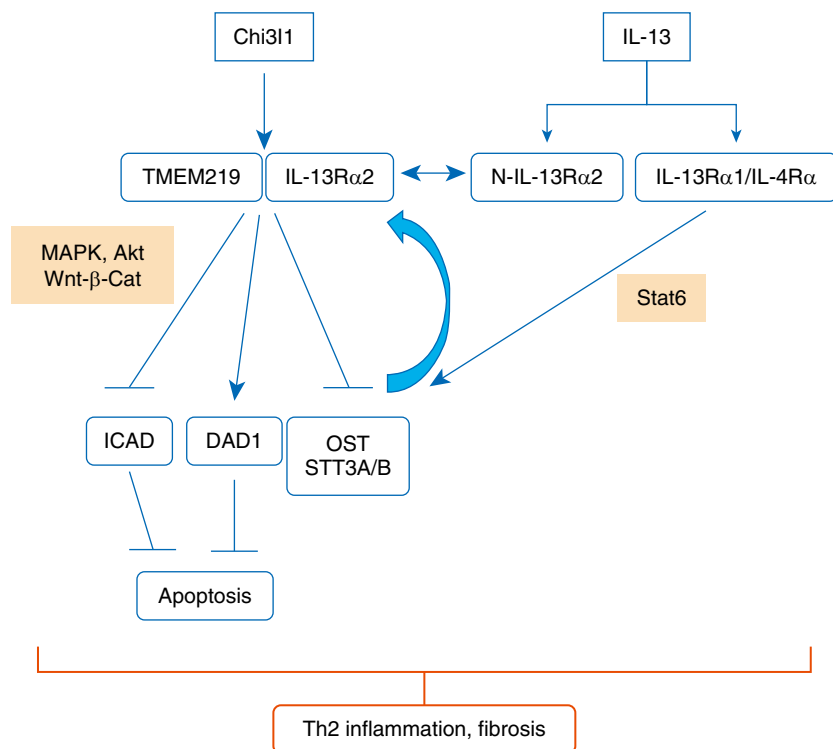 Chi3l1
IL-13
TMEM219
IL-13Rα2
N-IL-13Rα2
IL-13Rα1/IL-4Rα
MAPK, Akt
Wnt-β-Cat
Stat6
ICAD
DAD1
OST
STT3A/B
Apoptosis
Th2 inflammation, fibrosis